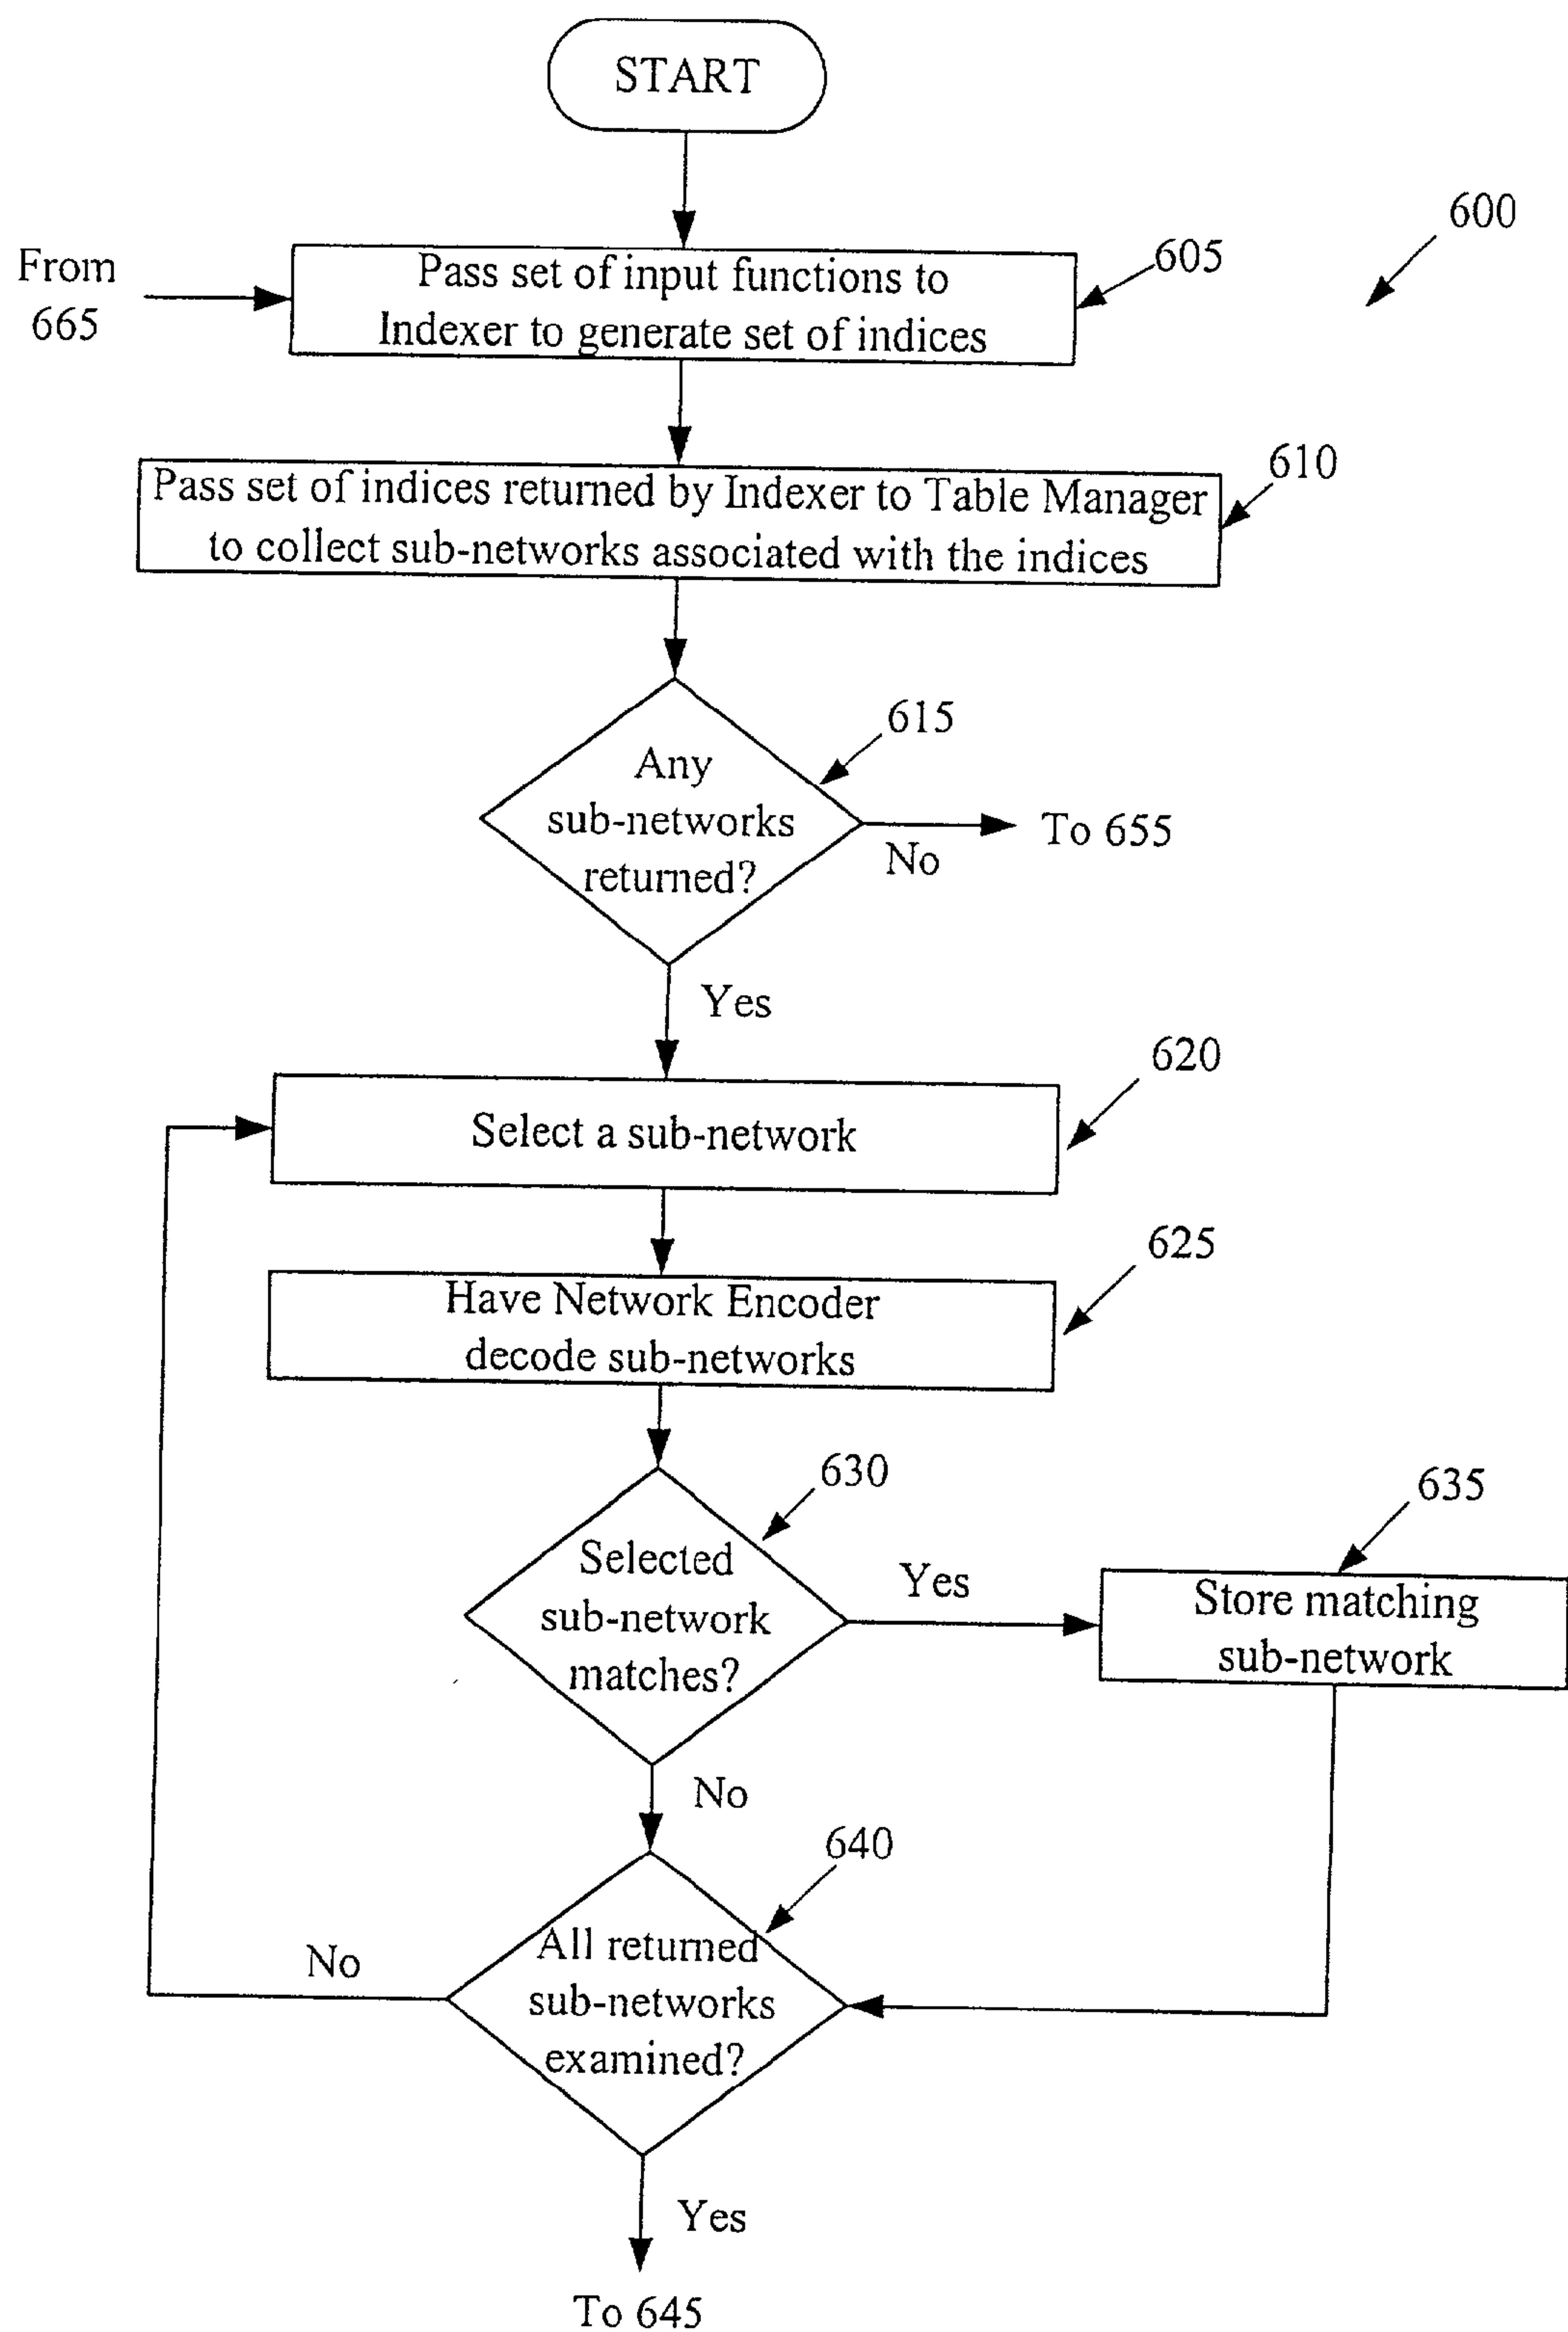 START
600
From
665
Pass set of input functions to
Indexer to generate set of indices
605
Pass set of indices returned by Indexer to Table Manager
to collect sub-networks associated with the indices
610
Any
sub-networks
returned?
615
No
To 655
Yes
Select a sub-network
620
Have Network Encoder
decode sub-networks
625
Selected
sub-network
matches?
630
Yes
Store matching
sub-network
635
No
All returned
sub-networks
examined?
640
No
Yes
To 645